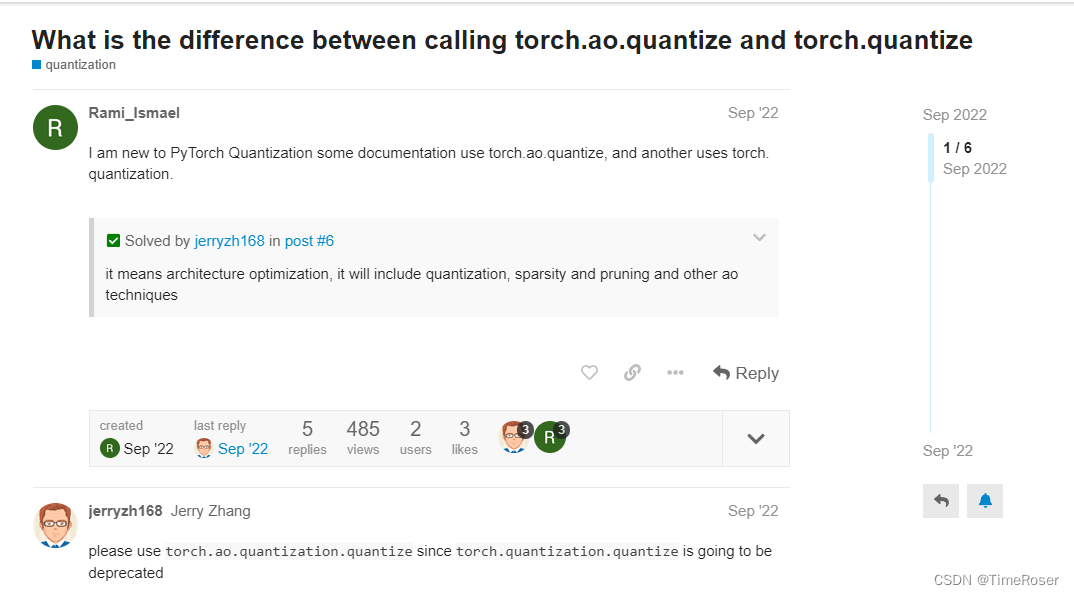 What is the difference between calling torch.ao.quantize and torch.quantize
quantization
R
Rami_Ismael
Sep '22
I am new to PyTorch Quantization some documentation use torch.ao.quantize, and another uses torch.
quantization.
Solved by jerryzh168 in post #6
it means architecture optimization, it will include quantization, sparsity and pruning and other ao
techniques
Reply
created
R Sep '22
last reply
Sep '22
5
replies
485
views
2
users
3
likes
3
R 3
jerryzh168 Jerry Zhang
Sep '22
please use torch.ao.quantization.quantize since torch.quantization.quantize is going to be
deprecated
Sep 2022
1 / 6
Sep 2022
Sep '22
CSDN @TimeRoser